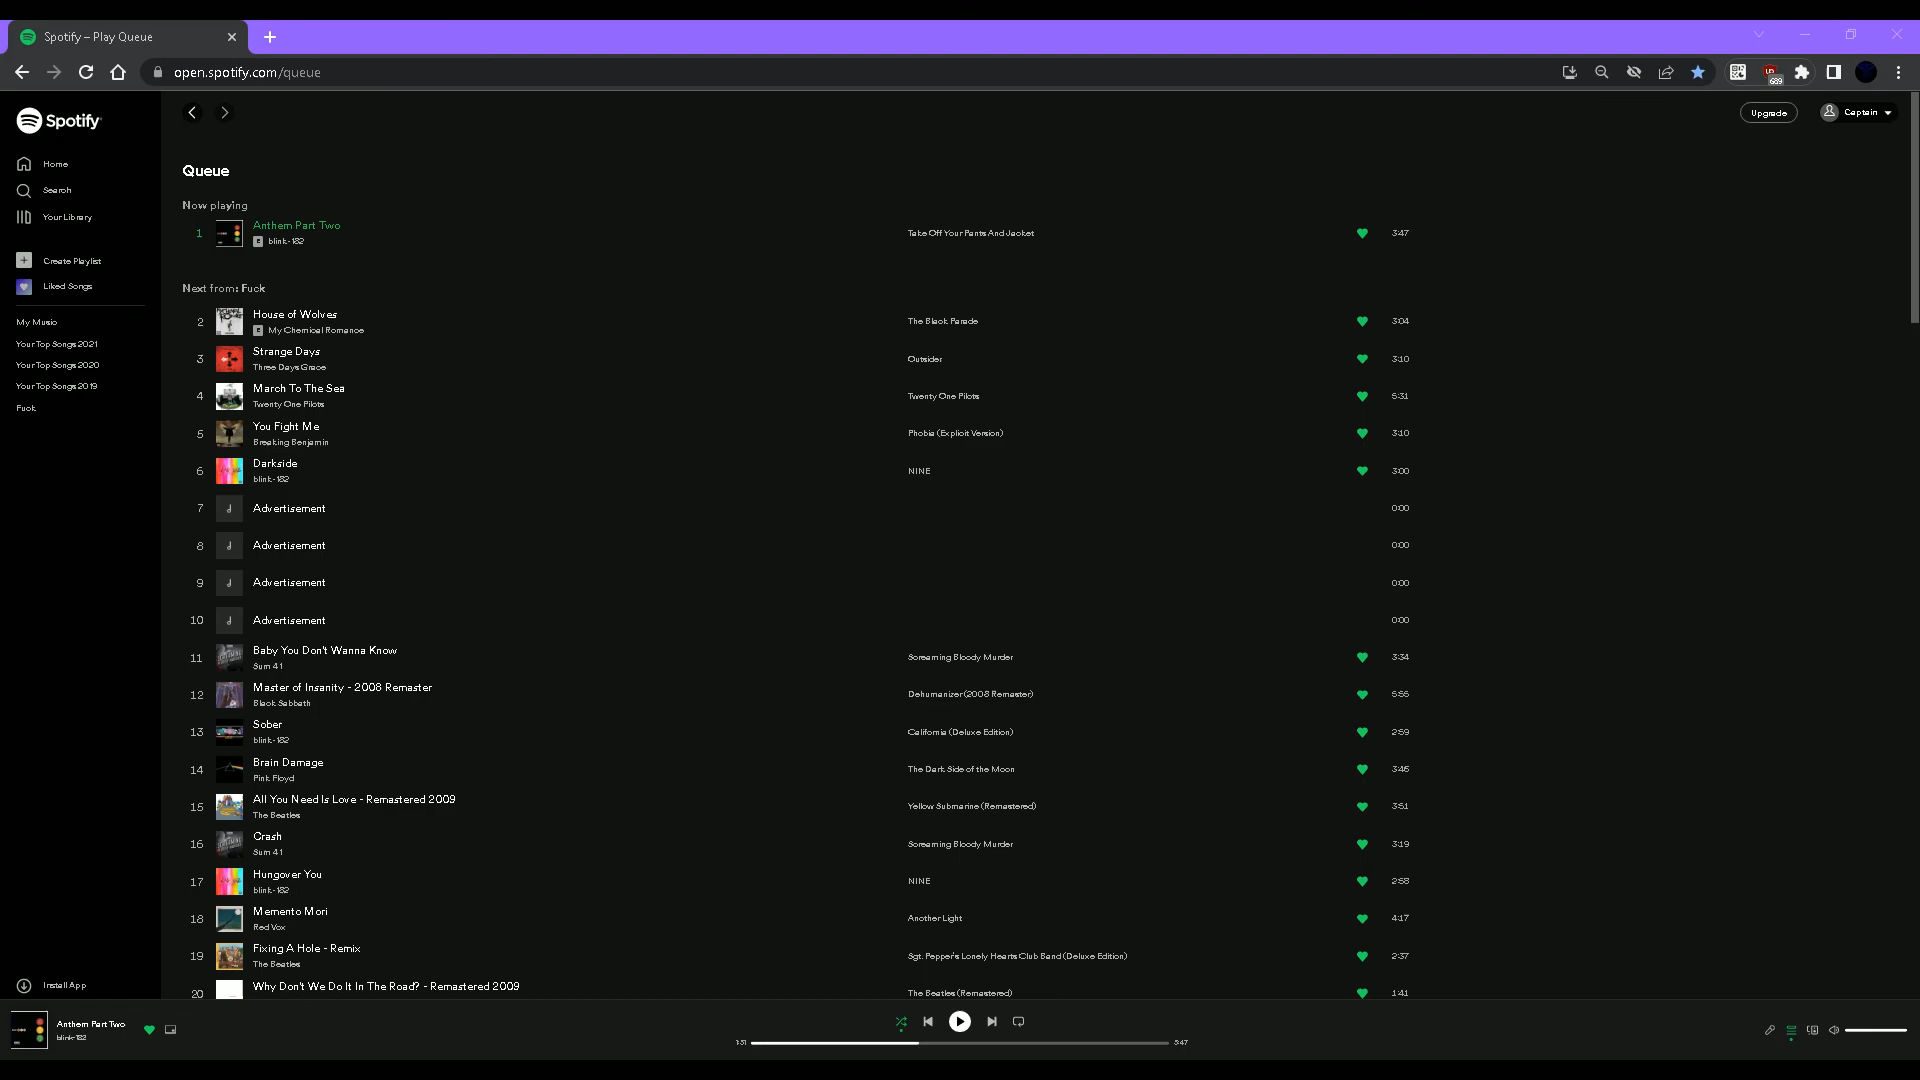 Spotify – Play Queue
open.spotify.com/queue
689
Spotify
Upgrade
Captain
Home
Search
Your Library
Create Playlist
Liked Songs
My Music
Your Top Songs 2021
Your Top Songs 2020
Your Top Songs 2019
Fuck
Install App
Queue
Now playing
1 Anthem Part Two Take Off Your Pants And Jacket 3:47
E blink-182
Next from: Fuck
2 House of Wolves The Black Parade 3:04
E My Chemical Romance
3 Strange Days Outsider 3:10
Three Days Grace
4 March To The Sea Twenty One Pilots 5:31
Twenty One Pilots
5 You Fight Me Phobia (Explicit Version) 3:10
Breaking Benjamin
6 Darkside NINE 3:00
blink-182
7 Advertisement 0:00
8 Advertisement 0:00
9 Advertisement 0:00
10 Advertisement 0:00
11 Baby You Don't Wanna Know Screaming Bloody Murder 3:34
Sum 41
12 Master of Insanity - 2008 Remaster Dehumanizer (2008 Remaster) 5:55
Black Sabbath
13 Sober California (Deluxe Edition) 2:59
blink-182
14 Brain Damage The Dark Side of the Moon 3:46
Pink Floyd
15 All You Need Is Love - Remastered 2009 Yellow Submarine (Remastered) 3:51
The Beatles
16 Crash Screaming Bloody Murder 3:19
Sum 41
17 Hungover You NINE 2:58
blink-182
18 Memento Mori Another Light 4:17
Red Vox
19 Fixing A Hole - Remix Sgt. Pepper's Lonely Hearts Club Band (Deluxe Edition) 2:37
The Beatles
20 Why Don't We Do It In The Road? - Remastered 2009 The Beatles (Remastered) 1:41
Anthem Part Two
blink-182
1:31 3:47